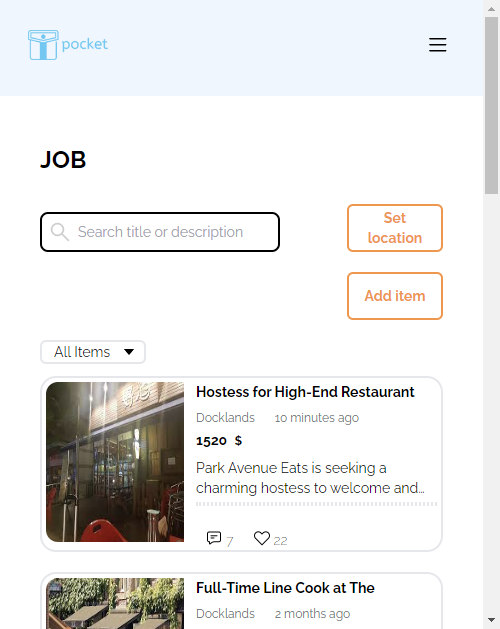 pocket
JOB
Search title or description
Set
location
Add item
All Items
Hostess for High-End Restaurant
Docklands 10 minutes ago
1520 $
Park Avenue Eats is seeking a
charming hostess to welcome and...
7 22
Full-Time Line Cook at The
Docklands 2 months ago